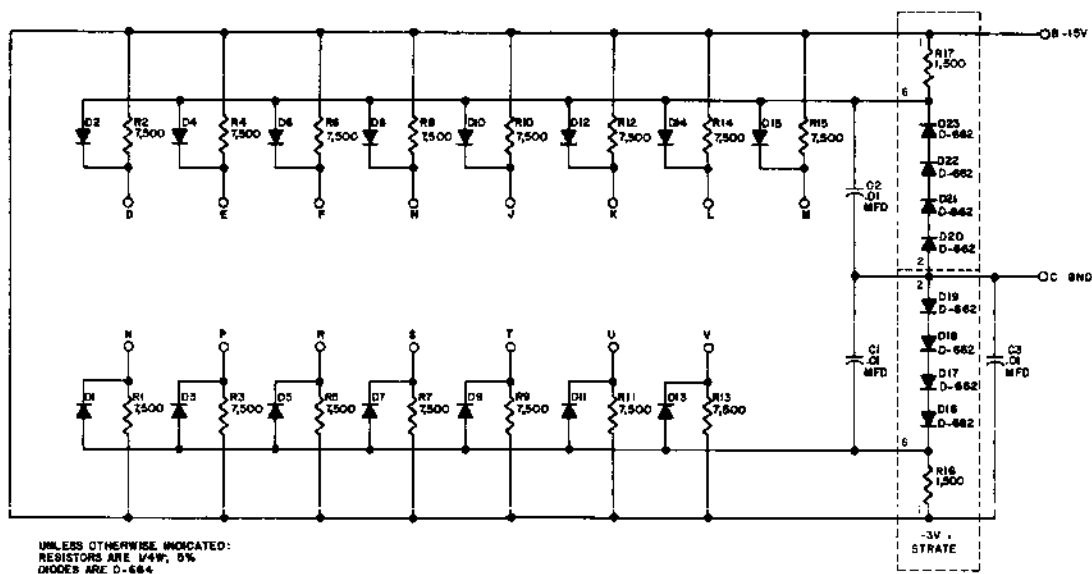 B -15V
R17
1,500
1
6
D2
R2
7,500
D4
R4
7,500
D6
R6
7,500
D8
R8
7,500
D10
R10
7,500
D12
R12
7,500
D14
R14
7,500
D15
R15
7,500
D23
D-662
D22
D-662
D21
D-662
D20
D-662
D
E
F
H
J
K
L
M
C2
.01
MFD
2
C GND
2
D19
D-662
D18
D-662
D17
D-662
D16
D-662
N
P
R
S
T
U
V
C1
.01
MFD
C3
.01
MFD
D1
R1
7,500
D3
R3
7,500
D5
R5
7,500
D7
R7
7,500
D9
R9
7,500
D11
R11
7,500
D13
R13
7,500
6
R16
1,500
1
-3V
STRATE
UNLESS OTHERWISE INDICATED:
RESISTORS ARE 1/4W; 5%
DIODES ARE D-664